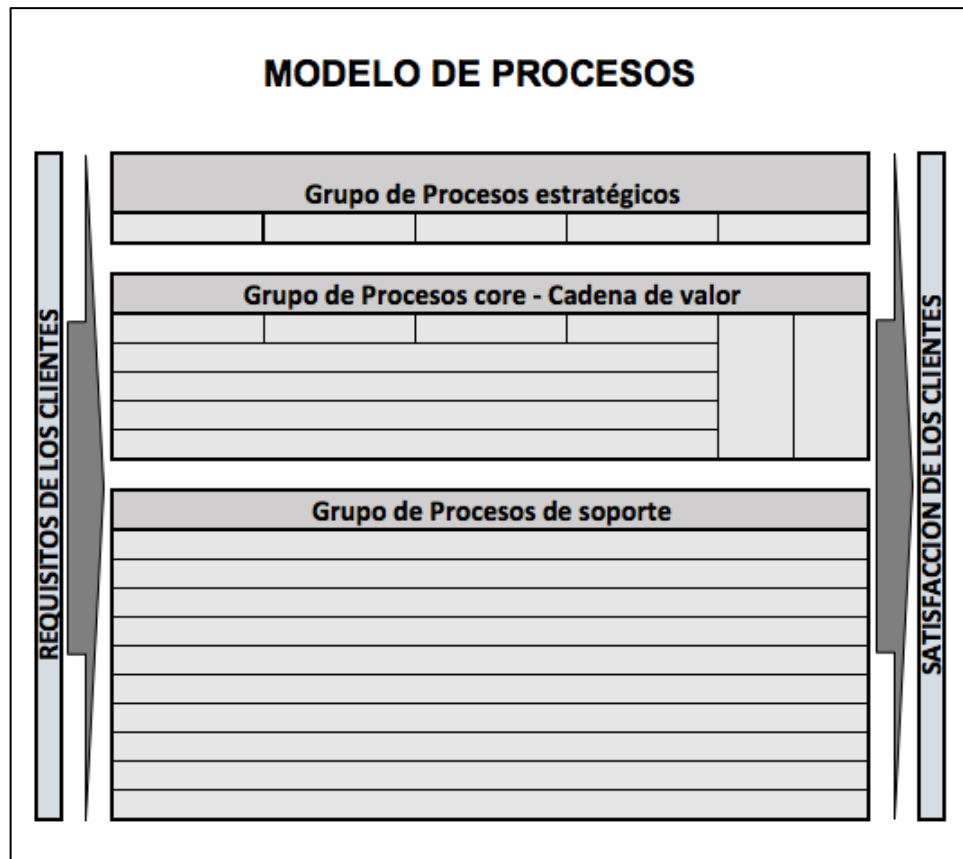 MODELO DE PROCESOS
REQUISITOS DE LOS CLIENTES
Grupo de Procesos estratégicos
Grupo de Procesos core - Cadena de valor
Grupo de Procesos de soporte
SATISFACCION DE LOS CLIENTES